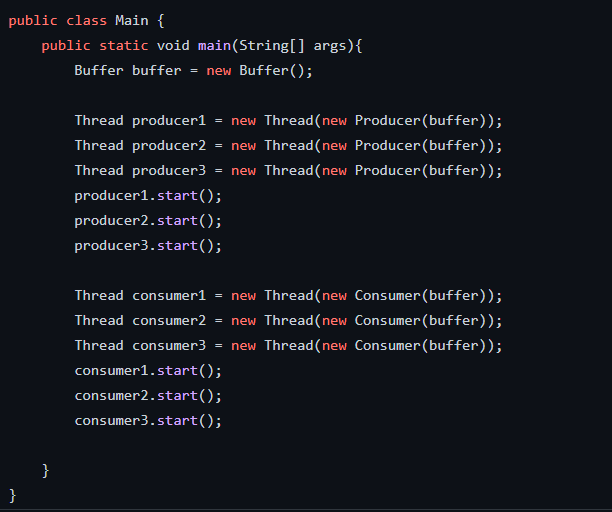 public class Main {
    public static void main(String[] args){
        Buffer buffer = new Buffer();

        Thread producer1 = new Thread(new Producer(buffer));
        Thread producer2 = new Thread(new Producer(buffer));
        Thread producer3 = new Thread(new Producer(buffer));
        producer1.start();
        producer2.start();
        producer3.start();

        Thread consumer1 = new Thread(new Consumer(buffer));
        Thread consumer2 = new Thread(new Consumer(buffer));
        Thread consumer3 = new Thread(new Consumer(buffer));
        consumer1.start();
        consumer2.start();
        consumer3.start();

    }
}